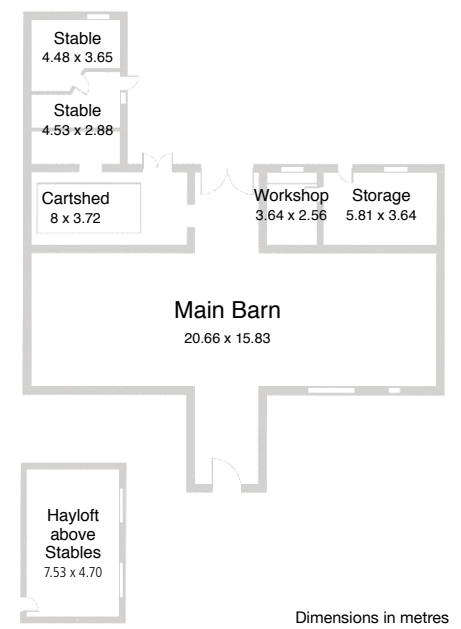 Stable
4.48 x 3.65
Stable
4.53 x 2.88
Cartshed
8 x 3.72
Workshop
3.64 x 2.56
Storage
5.81 x 3.64
Main Barn
20.66 x 15.83
Hayloft
above
Stables
7.53 x 4.70
Dimensions in metres